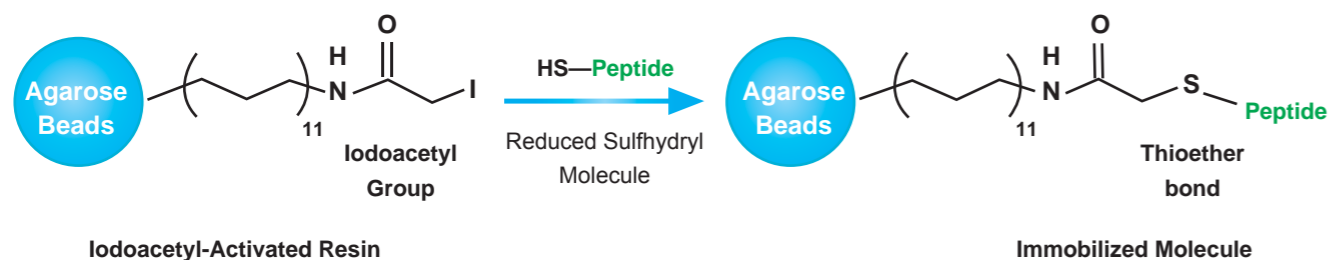 Agarose
Beads
11
H
N
O
I
Iodoacetyl
Group
Iodoacetyl-Activated Resin
HS—Peptide
Reduced Sulfhydryl
Molecule
Agarose
Beads
11
H
N
O
S
Peptide
Thioether
bond
Immobilized Molecule